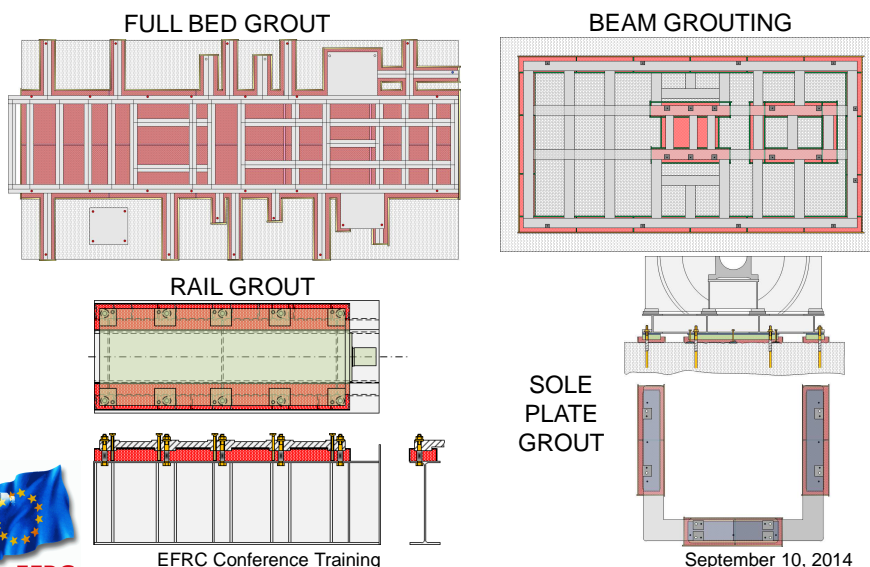 FULL BED GROUT
BEAM GROUTING
RAIL GROUT
SOLE
PLATE
GROUT
EFRC Conference Training
September 10, 2014